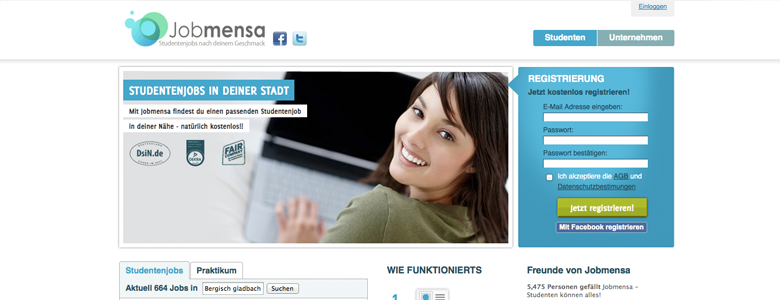 Einloggen
Jobmensa
Studentenjobs nach deinem Geschmack
Studenten
Unternehmen
STUDENTENJOBS IN DEINER STADT
Mit Jobmensa findest du einen passenden Studentenjob
in deiner Nähe - natürlich kostenlos!!
DsiN.de
DEKRA
FAIR
REGISTRIERUNG
Jetzt kostenlos registrieren!
E-Mail Adresse eingeben:
Passwort:
Passwort bestätigen:
Ich akzeptiere die AGB und
Datenschutzbestimmungen
jetzt registrieren!
Mit Facebook registrieren
Studentenjobs
Praktikum
Aktuell 664 Jobs in
Bergisch gladbach
Suchen
WIE FUNKTIONIERTS
1
Freunde von Jobmensa
5,475 Personen gefällt Jobmensa –
Studenten können alles!